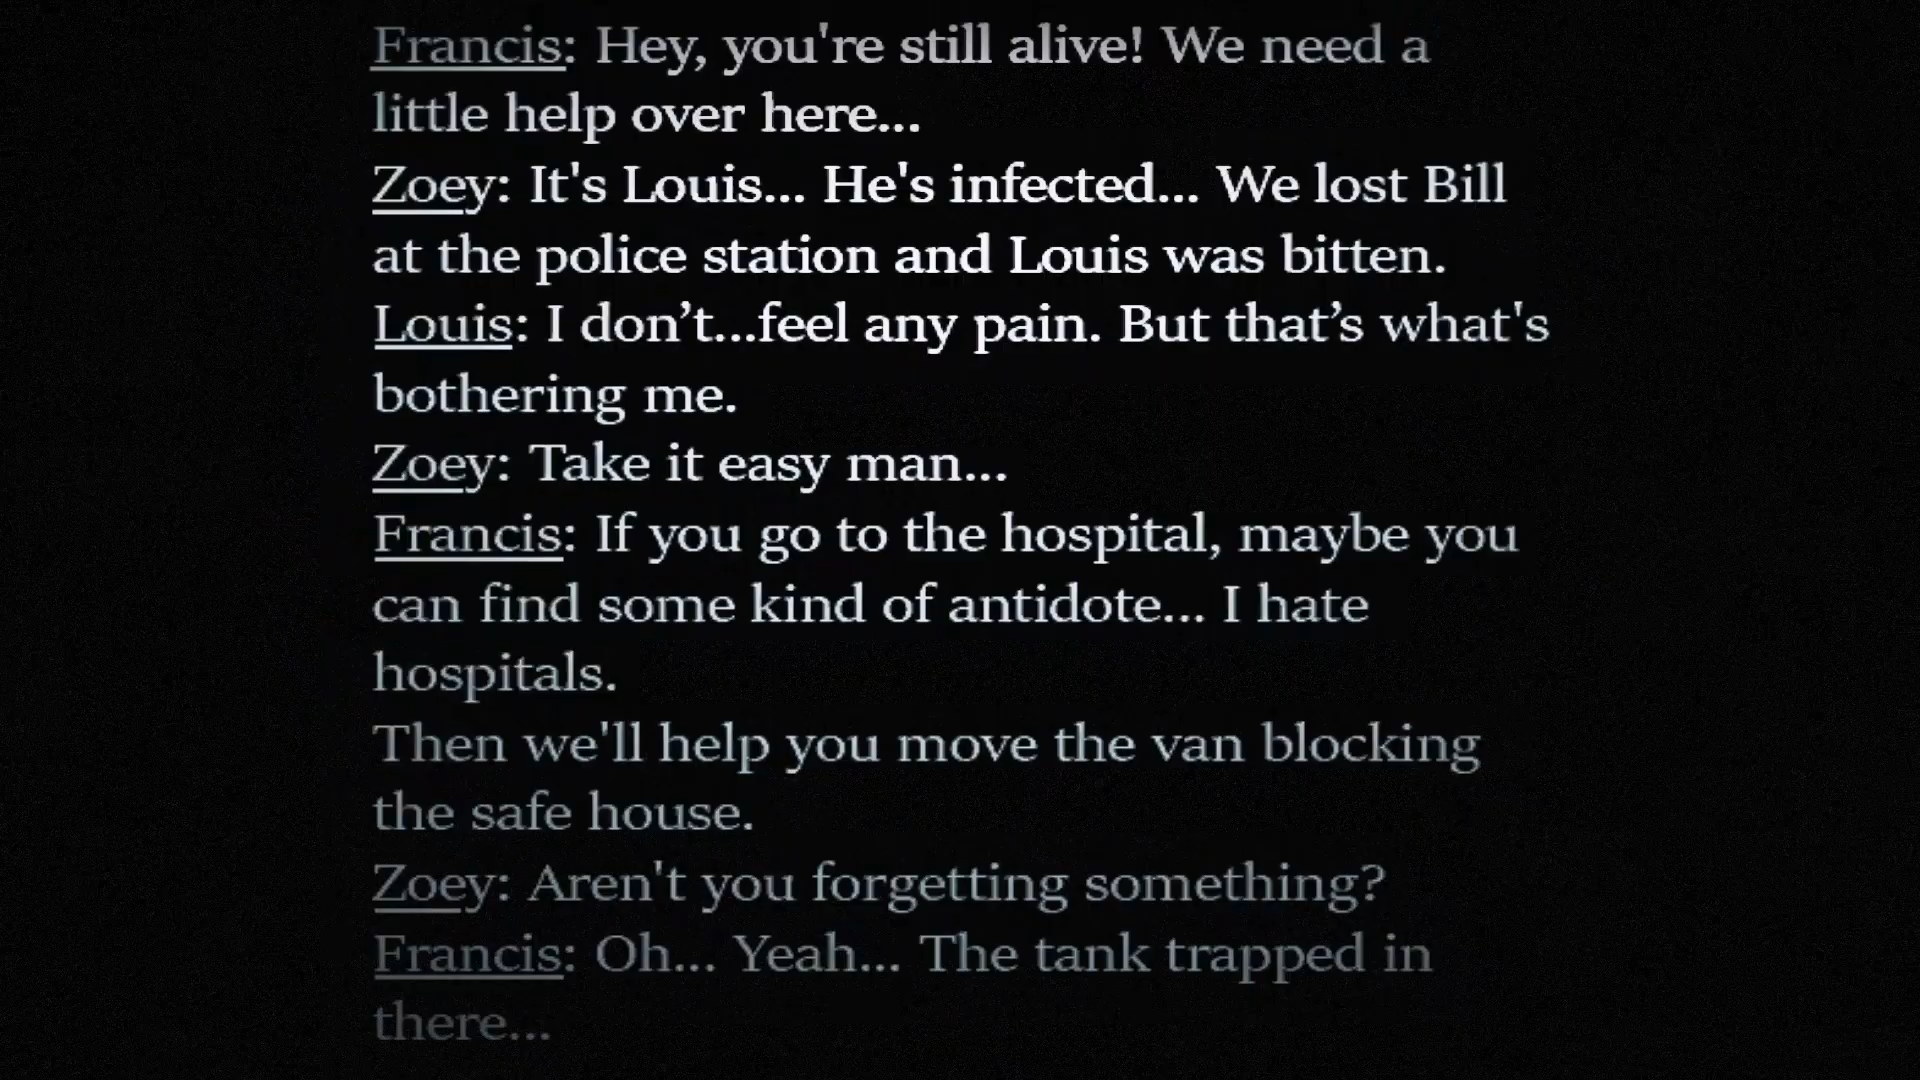 Francis: Hey, you're still alive! We need a
little help over here...
Zoey: It's Louis... He's infected... We lost Bill
at the police station and Louis was bitten.
Louis: I don’t...feel any pain. But that’s what's
bothering me.
Zoey: Take it easy man...
Francis: If you go to the hospital, maybe you
can find some kind of antidote... I hate
hospitals.
Then we'll help you move the van blocking
the safe house.
Zoey: Aren't you forgetting something?
Francis: Oh... Yeah... The tank trapped in
there...